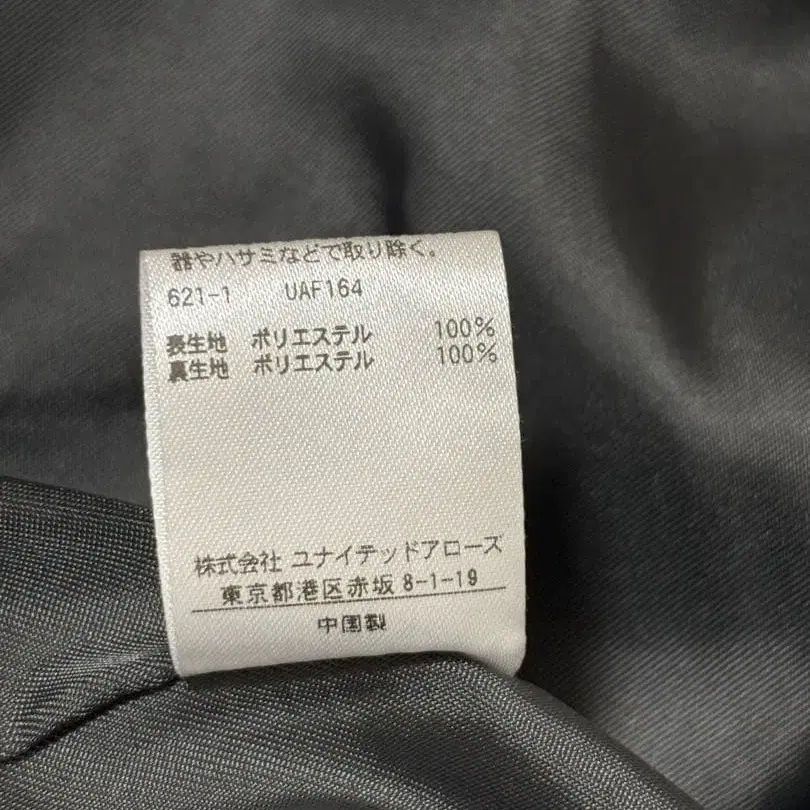 器やハサミなどで取り除く。
621-1 UAF164
表生地 ポリエステル 100%
裏生地 ポリエステル 100%
株式会社 ユナイテッドアローズ
東京都港区赤坂 8-1-19
中国製